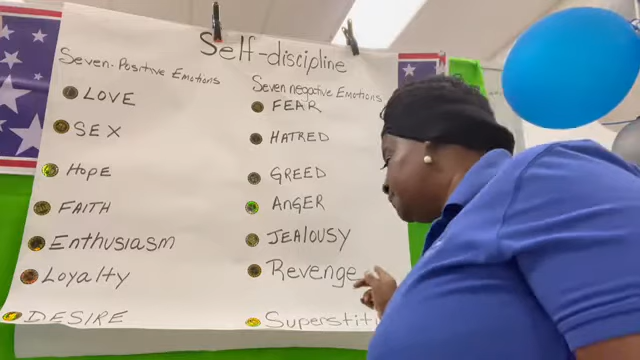 Self-discipline
Seven-Positive Emotions
LOVE
SEX
HOPE
FAITH
Enthusiasm
Loyalty
DESIRE
Seven negative Emotions
FEAR
HATRED
GREED
ANGER
JEALOUSY
Revenge
Superstiti